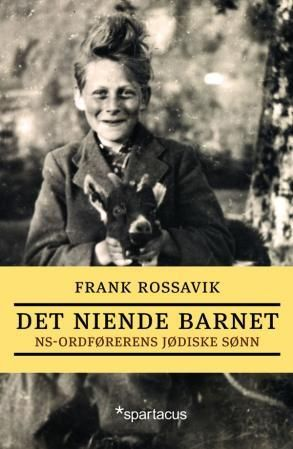 FRANK ROSSAVIK
DET NIENDE BARNET
NS-ORDFØRERENS JØDISKE SØNN
*spartacus